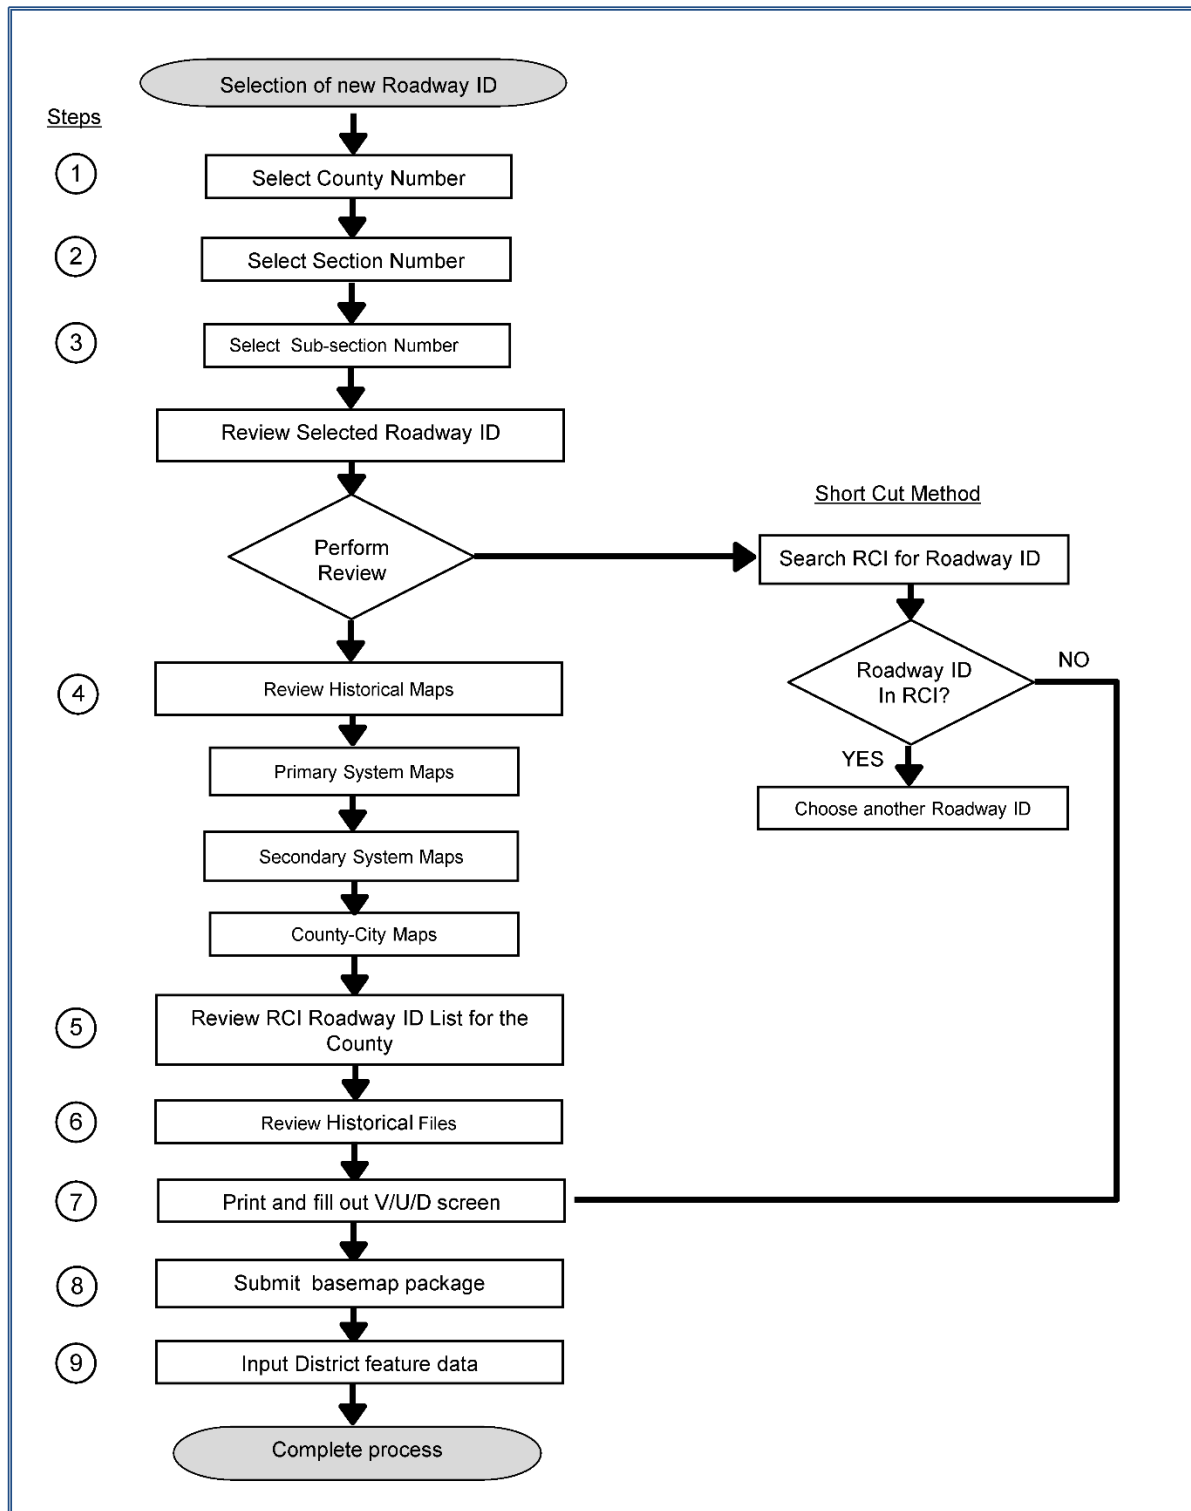 Selection of new Roadway ID
Steps
1
Select County Number
2
Select Section Number
3
Select Sub-section Number
Review Selected Roadway ID
Perform
Review
Short Cut Method
Search RCI for Roadway ID
Roadway ID
In RCI?
NO
YES
Choose another Roadway ID
4
Review Historical Maps
Primary System Maps
Secondary System Maps
County-City Maps
5
Review RCI Roadway ID List for the
County
6
Review Historical Files
7
Print and fill out V/U/D screen
8
Submit basemap package
9
Input District feature data
Complete process